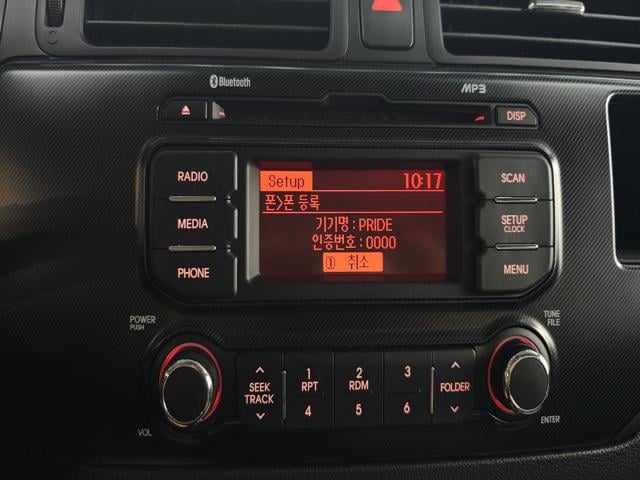 Bluetooth
MP3
DISP
RADIO
MEDIA
PHONE
Setup 10:17
폰>폰 등록
기기명 : PRIDE
인증번호 : 0000
1 취소
SCAN
SETUP
CLOCK
MENU
POWER
PUSH
VOL
SEEK
TRACK
1
RPT
4
2
RDM
5
3
6
FOLDER
TUNE
FILE
ENTER